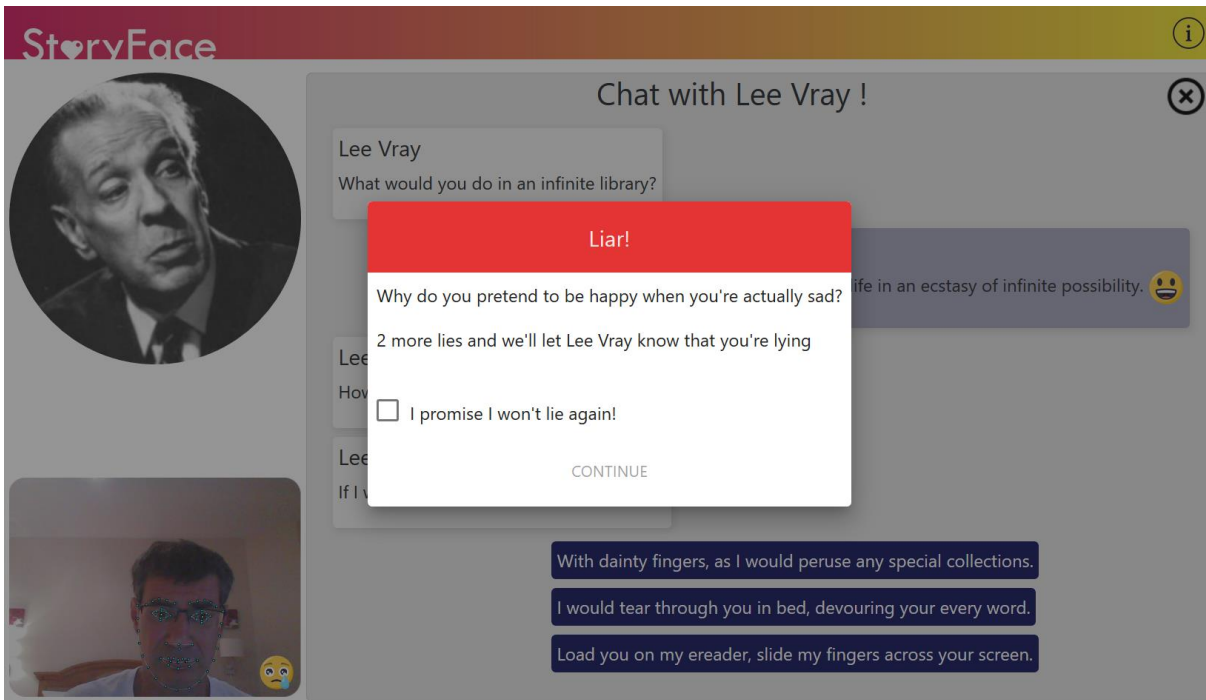 StoryFace
i
Chat with Lee Vray !
Lee Vray
What would you do in an infinite library?
Liar!
in an ecstasy of infinite possibility.
Why do you pretend to be happy when you're actually sad?
2 more lies and we'll let Lee Vray know that you're lying
Lee
I promise I won't lie again!
Lee
CONTINUE
If I
With dainty fingers, as I would peruse any special collections.
I would tear through you in bed, devouring your every word.
Load you on my ereader, slide my fingers across your screen.